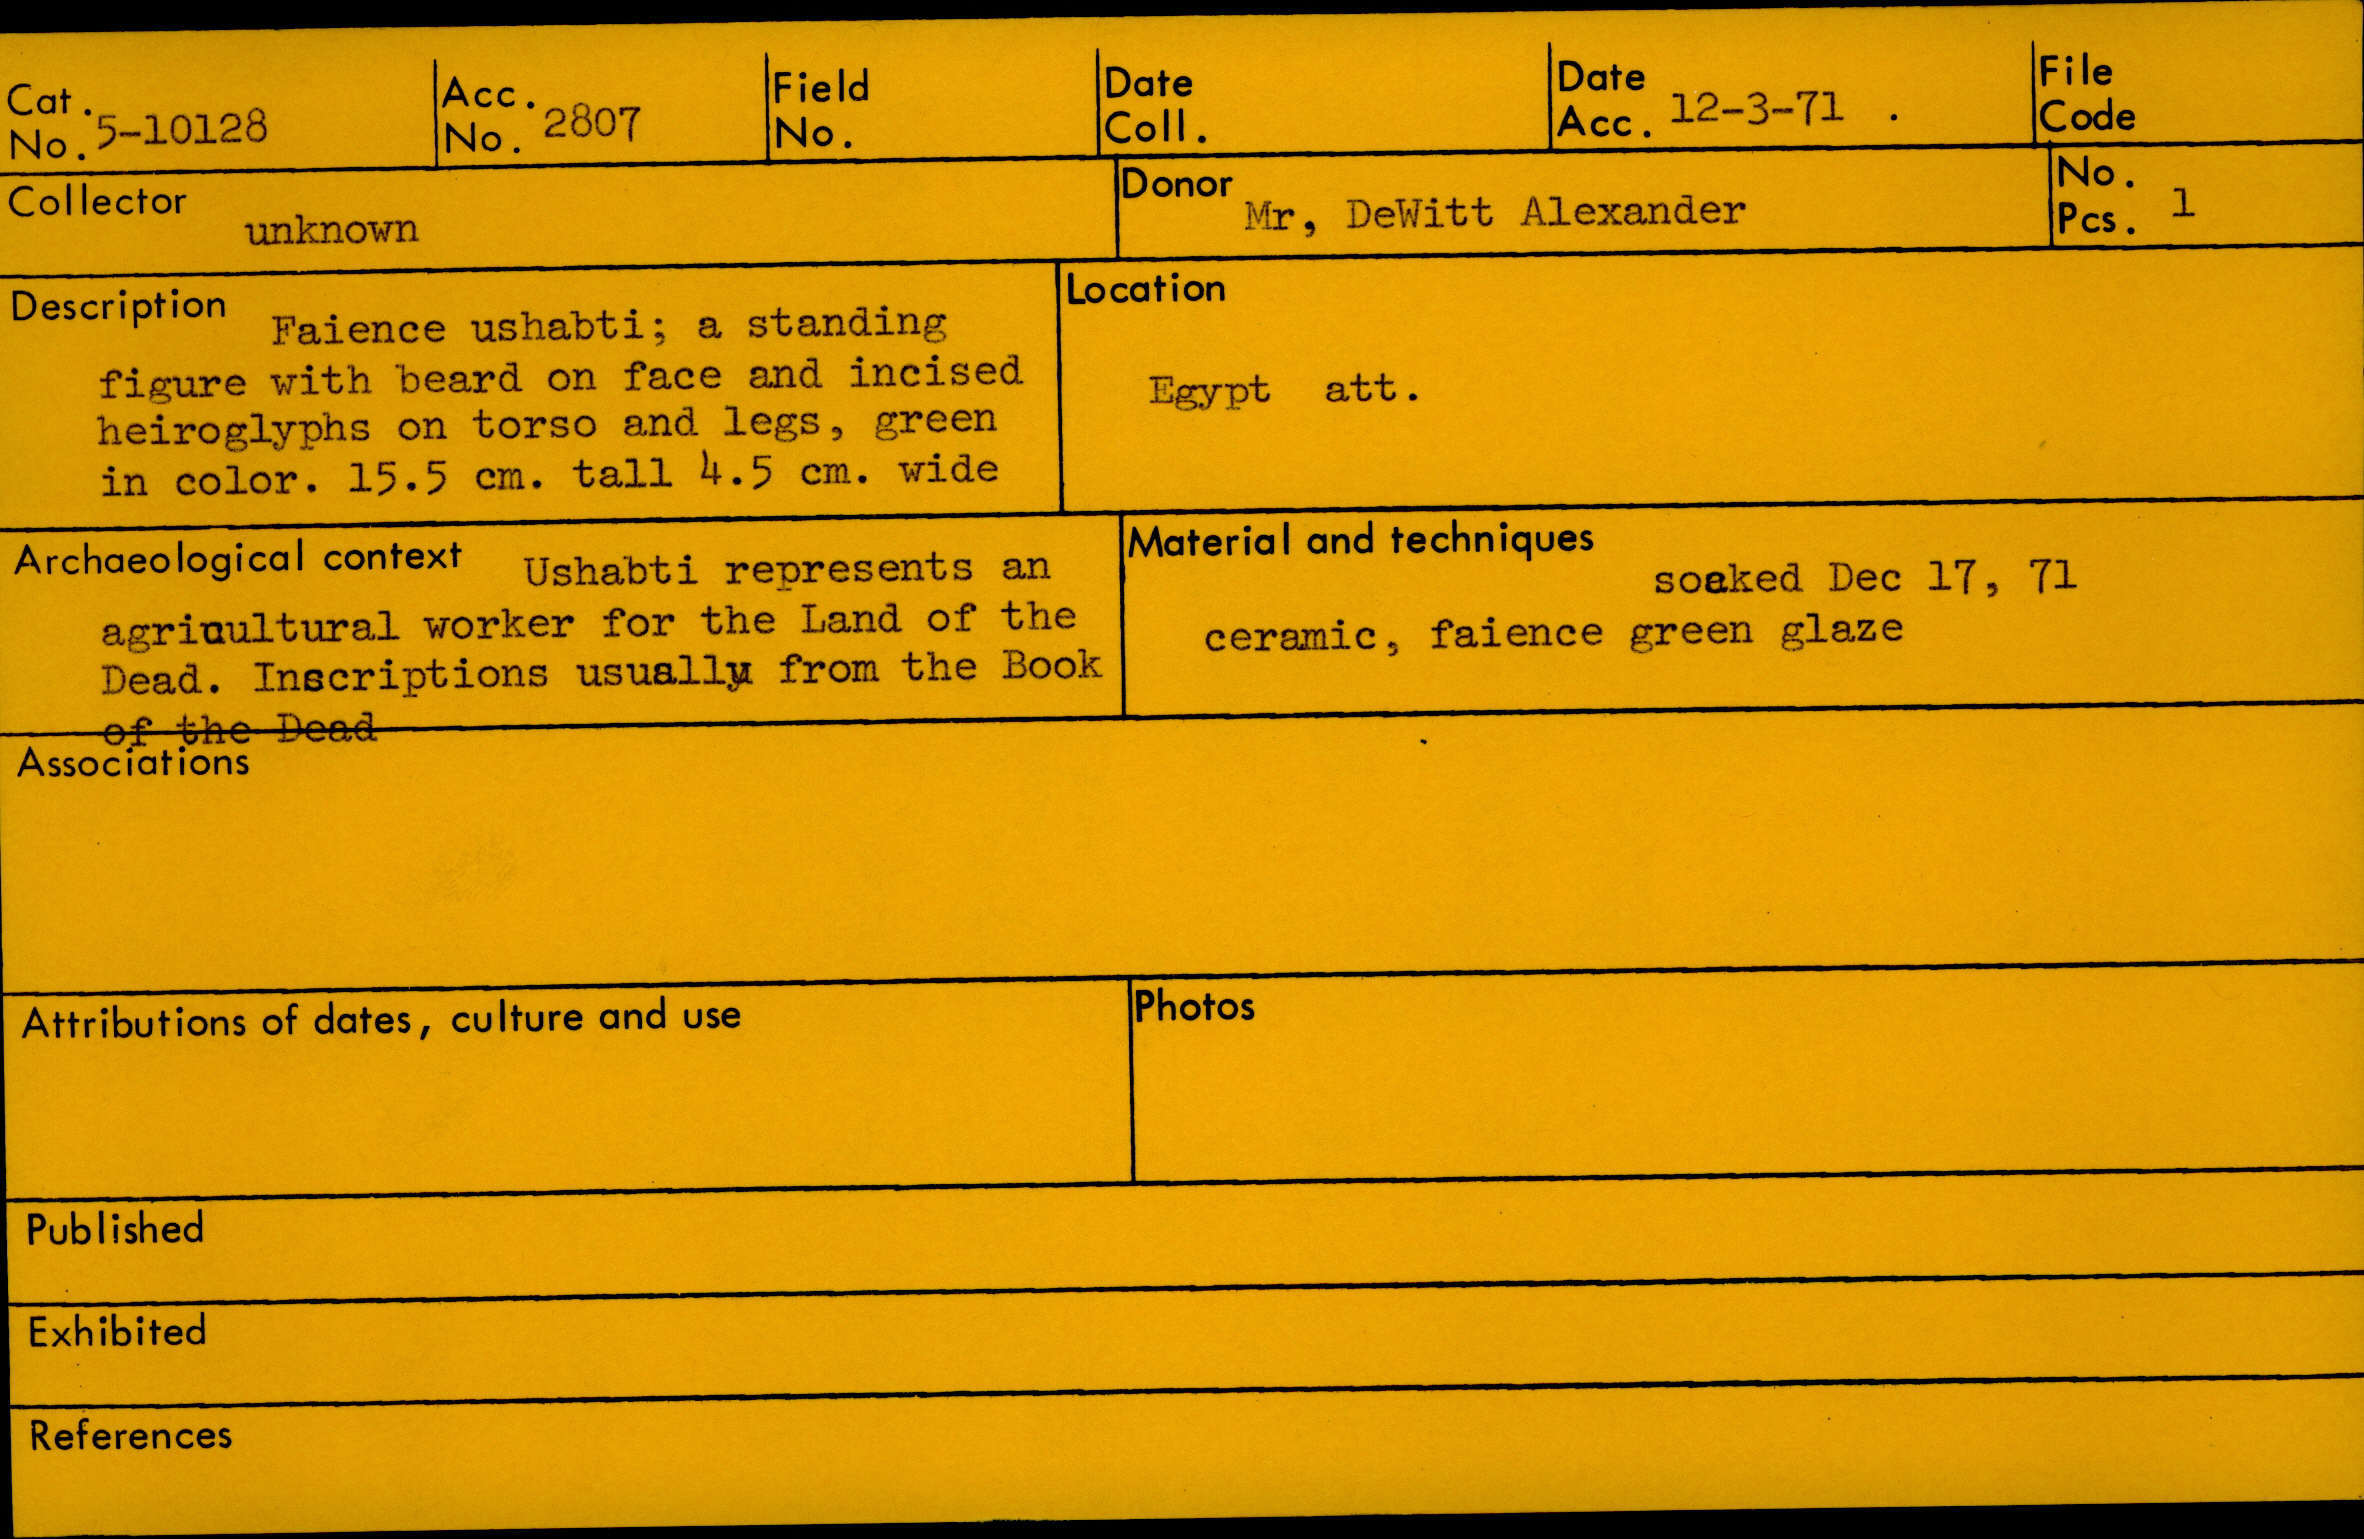 Cat. No. 5-10128
Acc. No. 2807
Field No.
Date Coll.
Date Acc. 12-3-71 .
File Code
Collector unknown
Donor Mr, DeWitt Alexander
No. Pcs. 1
Description Faience ushabti; a standing
figure with beard on face and incised
heiroglyphs on torso and legs, green
in color. 15.5 cm. tall 4.5 cm. wide
Location
Egypt att.
Archaeological context Ushabti represents an
agricultural worker for the Land of the
Dead. Inscriptions usually from the Book
of the Dead
Material and techniques
soaked Dec 17, 71
ceramic, faience green glaze
Associations
Attributions of dates, culture and use
Photos
Published
Exhibited
References